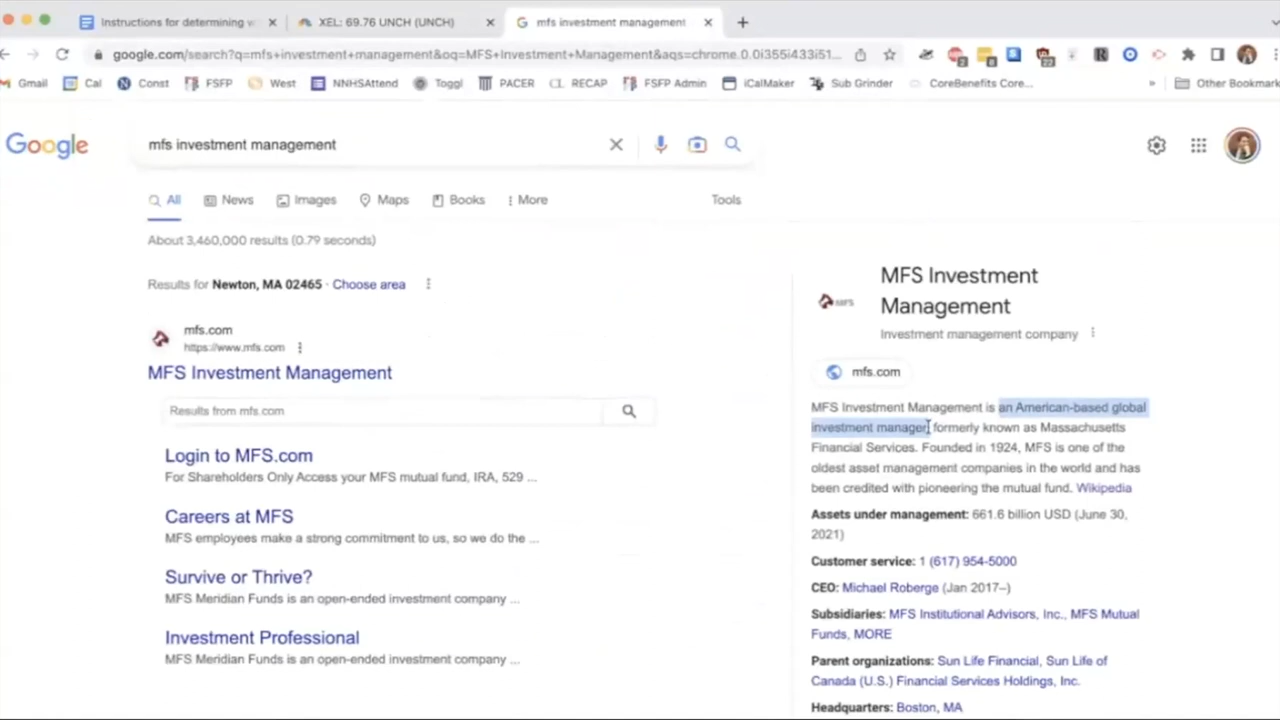 Instructions for determining w
XEL: 69.76 UNCH (UNCH)
mfs investment management
google.com/search?q=mfs+investment+management&oq=MFS+Investment+Management&aqs=chrome.0.0i355i433i51...
Gmail Cal Const FSFP West NNHSAttend Toggl PACER RECAP FSFP Admin iCalMaker Sub Grinder CoreBenefits Core... » Other Bookmark
Google
mfs investment management
All News Images Maps Books More Tools
About 3,460,000 results (0.79 seconds)
Results for Newton, MA 02465 · Choose area
mfs.com
https://www.mfs.com
MFS Investment Management
Results from mfs.com
Login to MFS.com
For Shareholders Only Access your MFS mutual fund, IRA, 529 ...
Careers at MFS
MFS employees make a strong commitment to us, so we do the ...
Survive or Thrive?
MFS Meridian Funds is an open-ended investment company ...
Investment Professional
MFS Meridian Funds is an open-ended investment company ...
MFS
MFS Investment
Management
Investment management company
mfs.com
MFS Investment Management is an American-based global
investment manager, formerly known as Massachusetts
Financial Services. Founded in 1924, MFS is one of the
oldest asset management companies in the world and has
been credited with pioneering the mutual fund. Wikipedia
Assets under management: 661.6 billion USD (June 30,
2021)
Customer service: 1 (617) 954-5000
CEO: Michael Roberge (Jan 2017–)
Subsidiaries: MFS Institutional Advisors, Inc., MFS Mutual
Funds, MORE
Parent organizations: Sun Life Financial, Sun Life of
Canada (U.S.) Financial Services Holdings, Inc.
Headquarters: Boston, MA